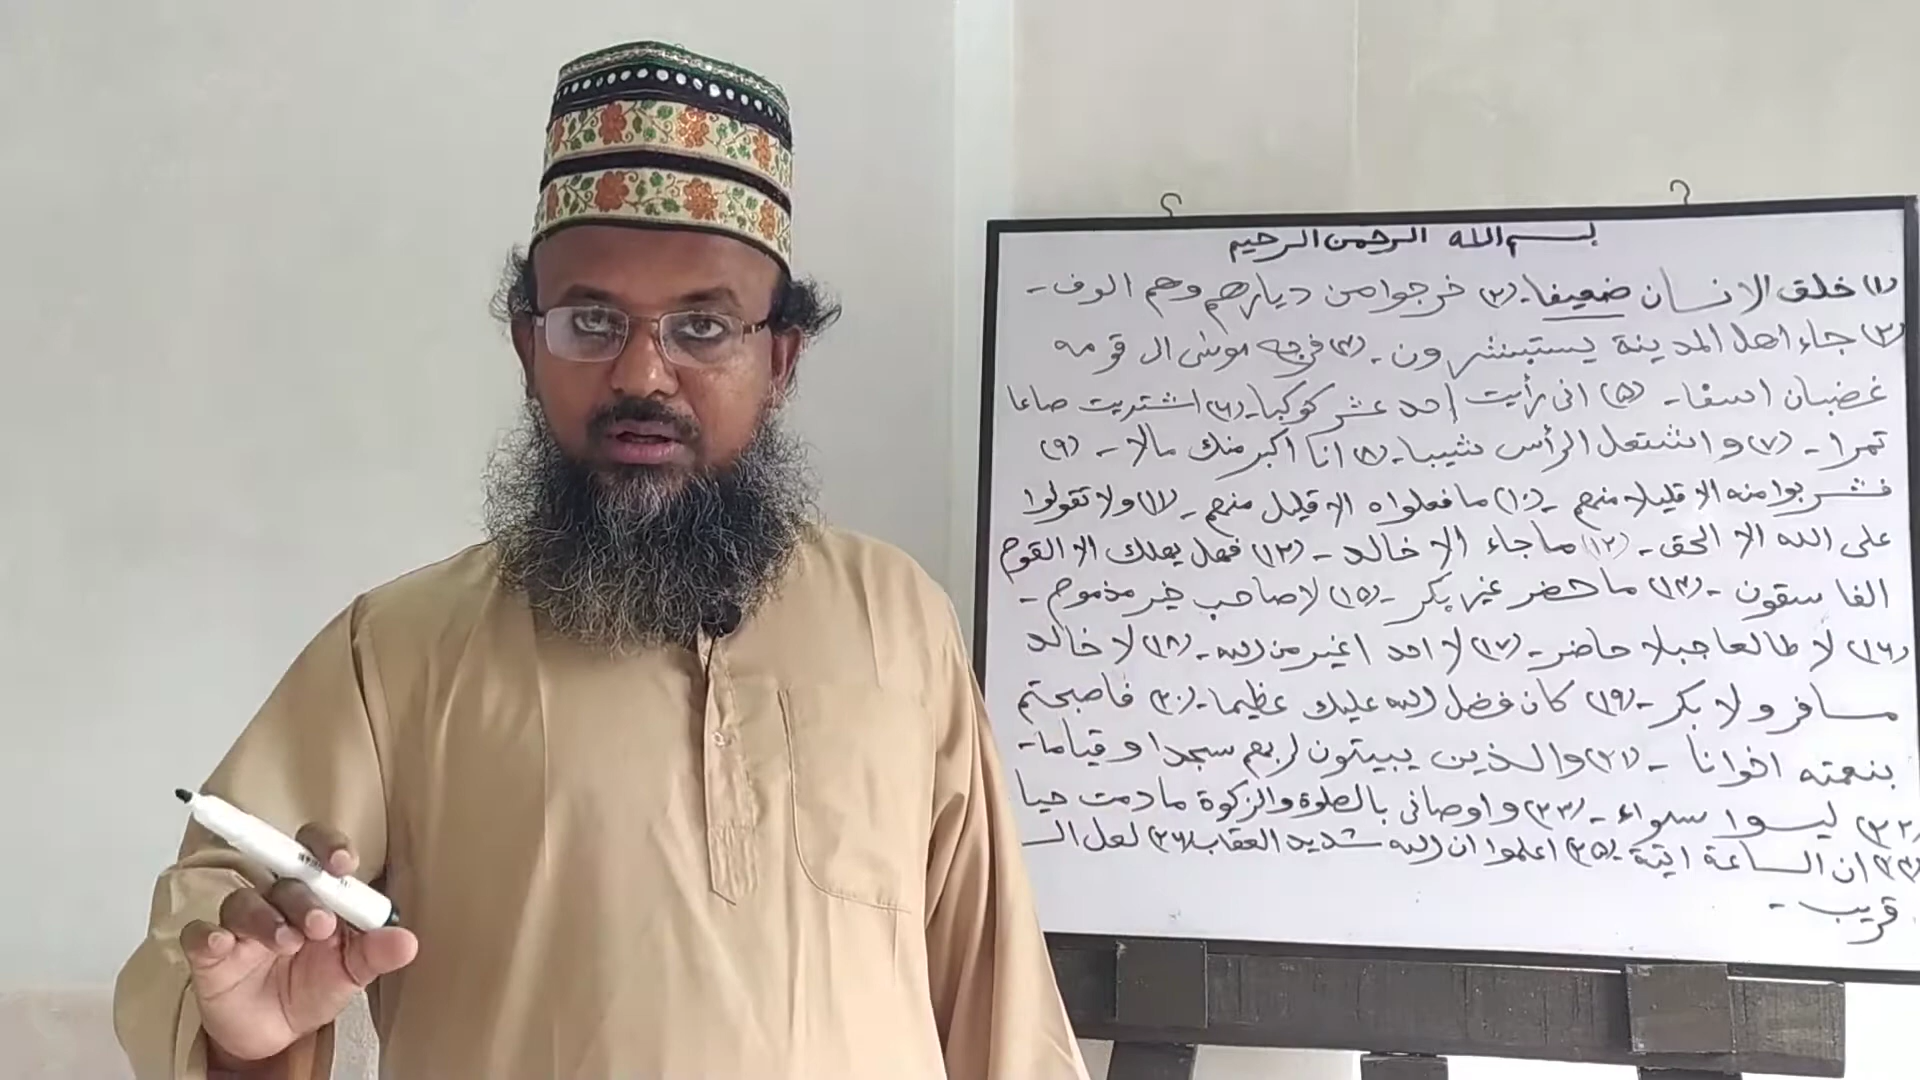 بسم الله الرحمن الرحيم
(١) خلق الانسان ضعيفا۔ (٢) خرجوا من ديارهم وهم الوف۔
(٣) جاء اهل المدينة يستبشرون۔ (٤) فرجع موسى الى قومه
غضبان اسفا۔ (٥) انى رأيت احد عشر كوكبا۔ (٦) اشتريت صاعا
تمرا۔ (٧) و اشتعل الرأس شيبا۔ (٨) انا اكبر منك مالا۔ (٩)
فشربوا منه الا قليلا منهم۔ (١٠) ما فعلواه الا قليل منهم۔ (١١) ولا تقولوا
على الله الا الحق۔ (١٢) ما جاء الا خالد۔ (١٣) فهل يهلك الا القوم
الفاسقون۔ (١٤) ما حضر غير بكر۔ (١٥) لا صاحب خير مذموم۔
(١٦) لا طالعا جبلا حاضر۔ (١٧) لا احد اغير من الله۔ (١٨) لا خالد
مسافر ولا بكر۔ (١٩) كان فضل الله عليك عظيما۔ (٢٠) فاصبحتم
بنعمته اخوانا۔ (٢١) والذين يبيتون لربهم سجدا و قياما۔
(٢٢) ليسوا سواء۔ (٢٣) و اوصانى بالصلوة والزكوة ما دمت حيا
(٢٤) ان الساعة اتية۔ (٢٥) اعلموا ان الله شديد العقاب (٢٦) لعل الـ
قريب۔